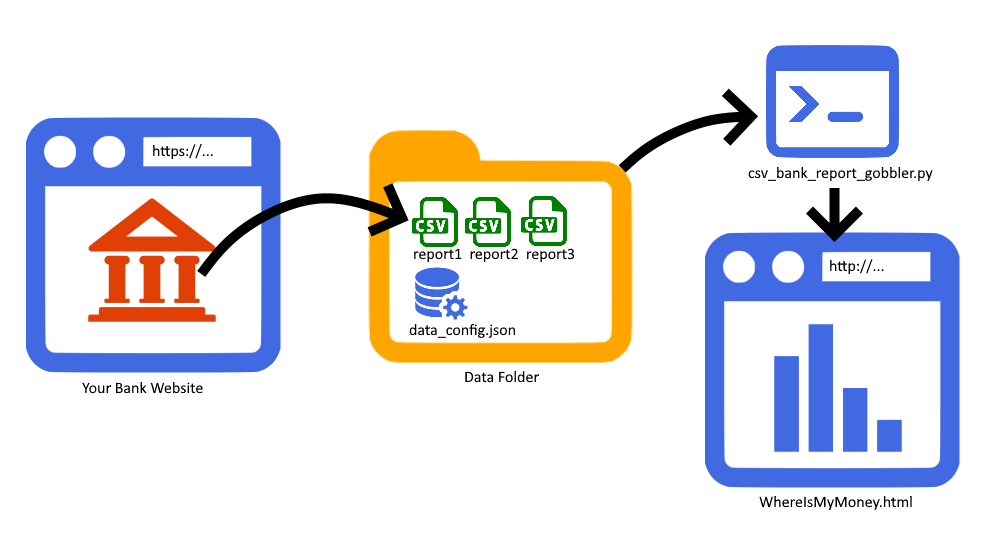 https://...
Your Bank Website
CSV
CSV
CSV
report1
report2
report3
data_config.json
Data Folder
csv_bank_report_gobbler.py
http://...
WhereIsMyMoney.html